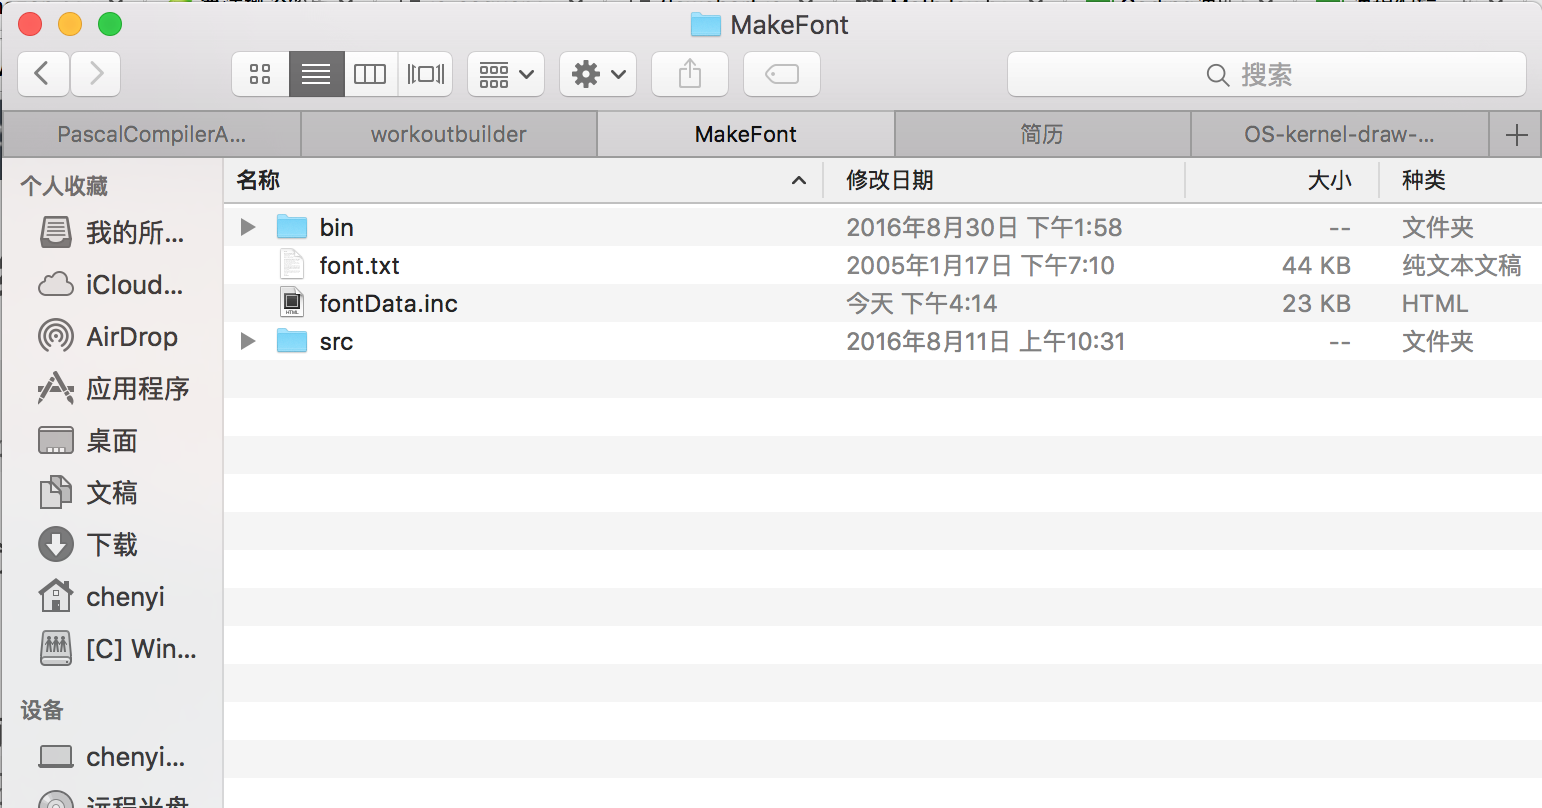 MakeFont
搜索
PascalCompilerA...
workoutbuilder
MakeFont
简历
OS-kernel-draw-...
个人收藏
我的所...
iCloud...
AirDrop
应用程序
桌面
文稿
下载
chenyi
[C] Win...
设备
chenyi...
远程光盘
名称 修改日期 大小 种类
bin 2016年8月30日 下午1:58 -- 文件夹
font.txt 2005年1月17日 下午7:10 44 KB 纯文本文稿
fontData.inc 今天 下午4:14 23 KB HTML
src 2016年8月11日 上午10:31 -- 文件夹